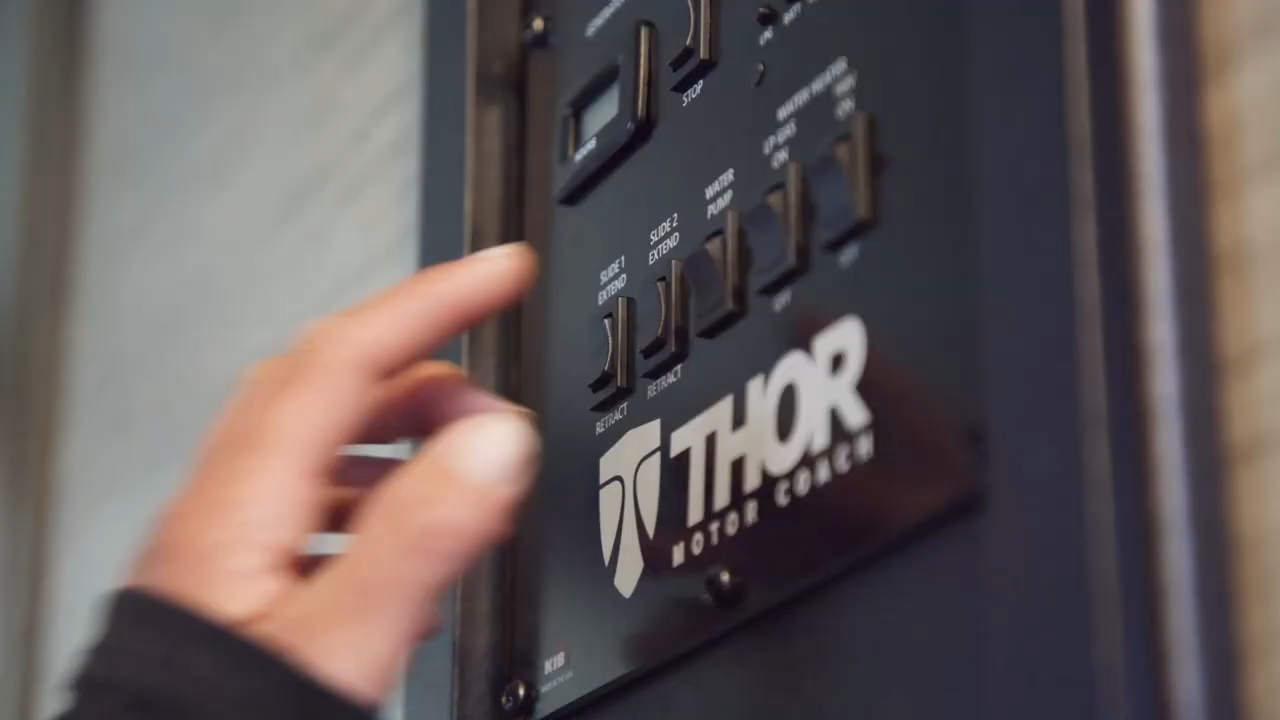 STOP
HOURS
WATER HEATER
LP GAS
ON
ON
WATER
PUMP
SLIDE 2
EXTEND
SLIDE 1
EXTEND
OFF
RETRACT
RETRACT
THOR
MOTOR COACH
KIB